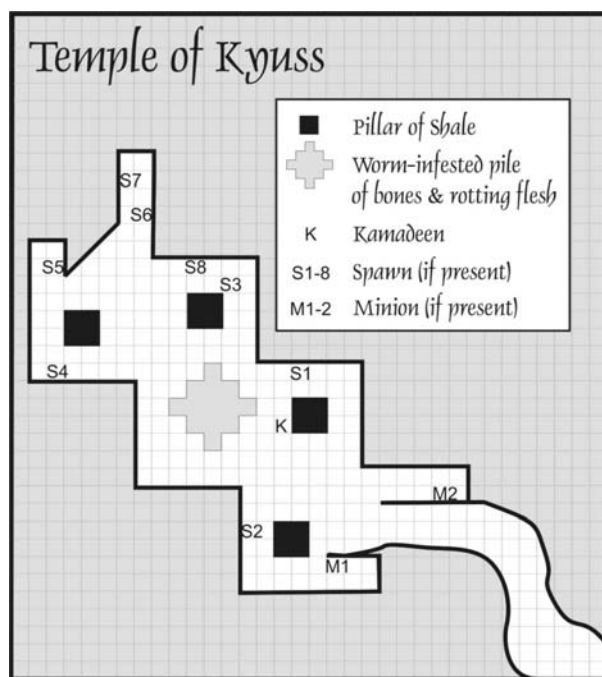 Temple of Kyuss
Pillar of Shale
Worm-infested pile
of bones & rotting flesh
K Kamadeen
S1-8 Spawn (if present)
M1-2 Minion (if present)
S7
S6
S5
S8
S3
S4
S1
K
M2
S2
M1